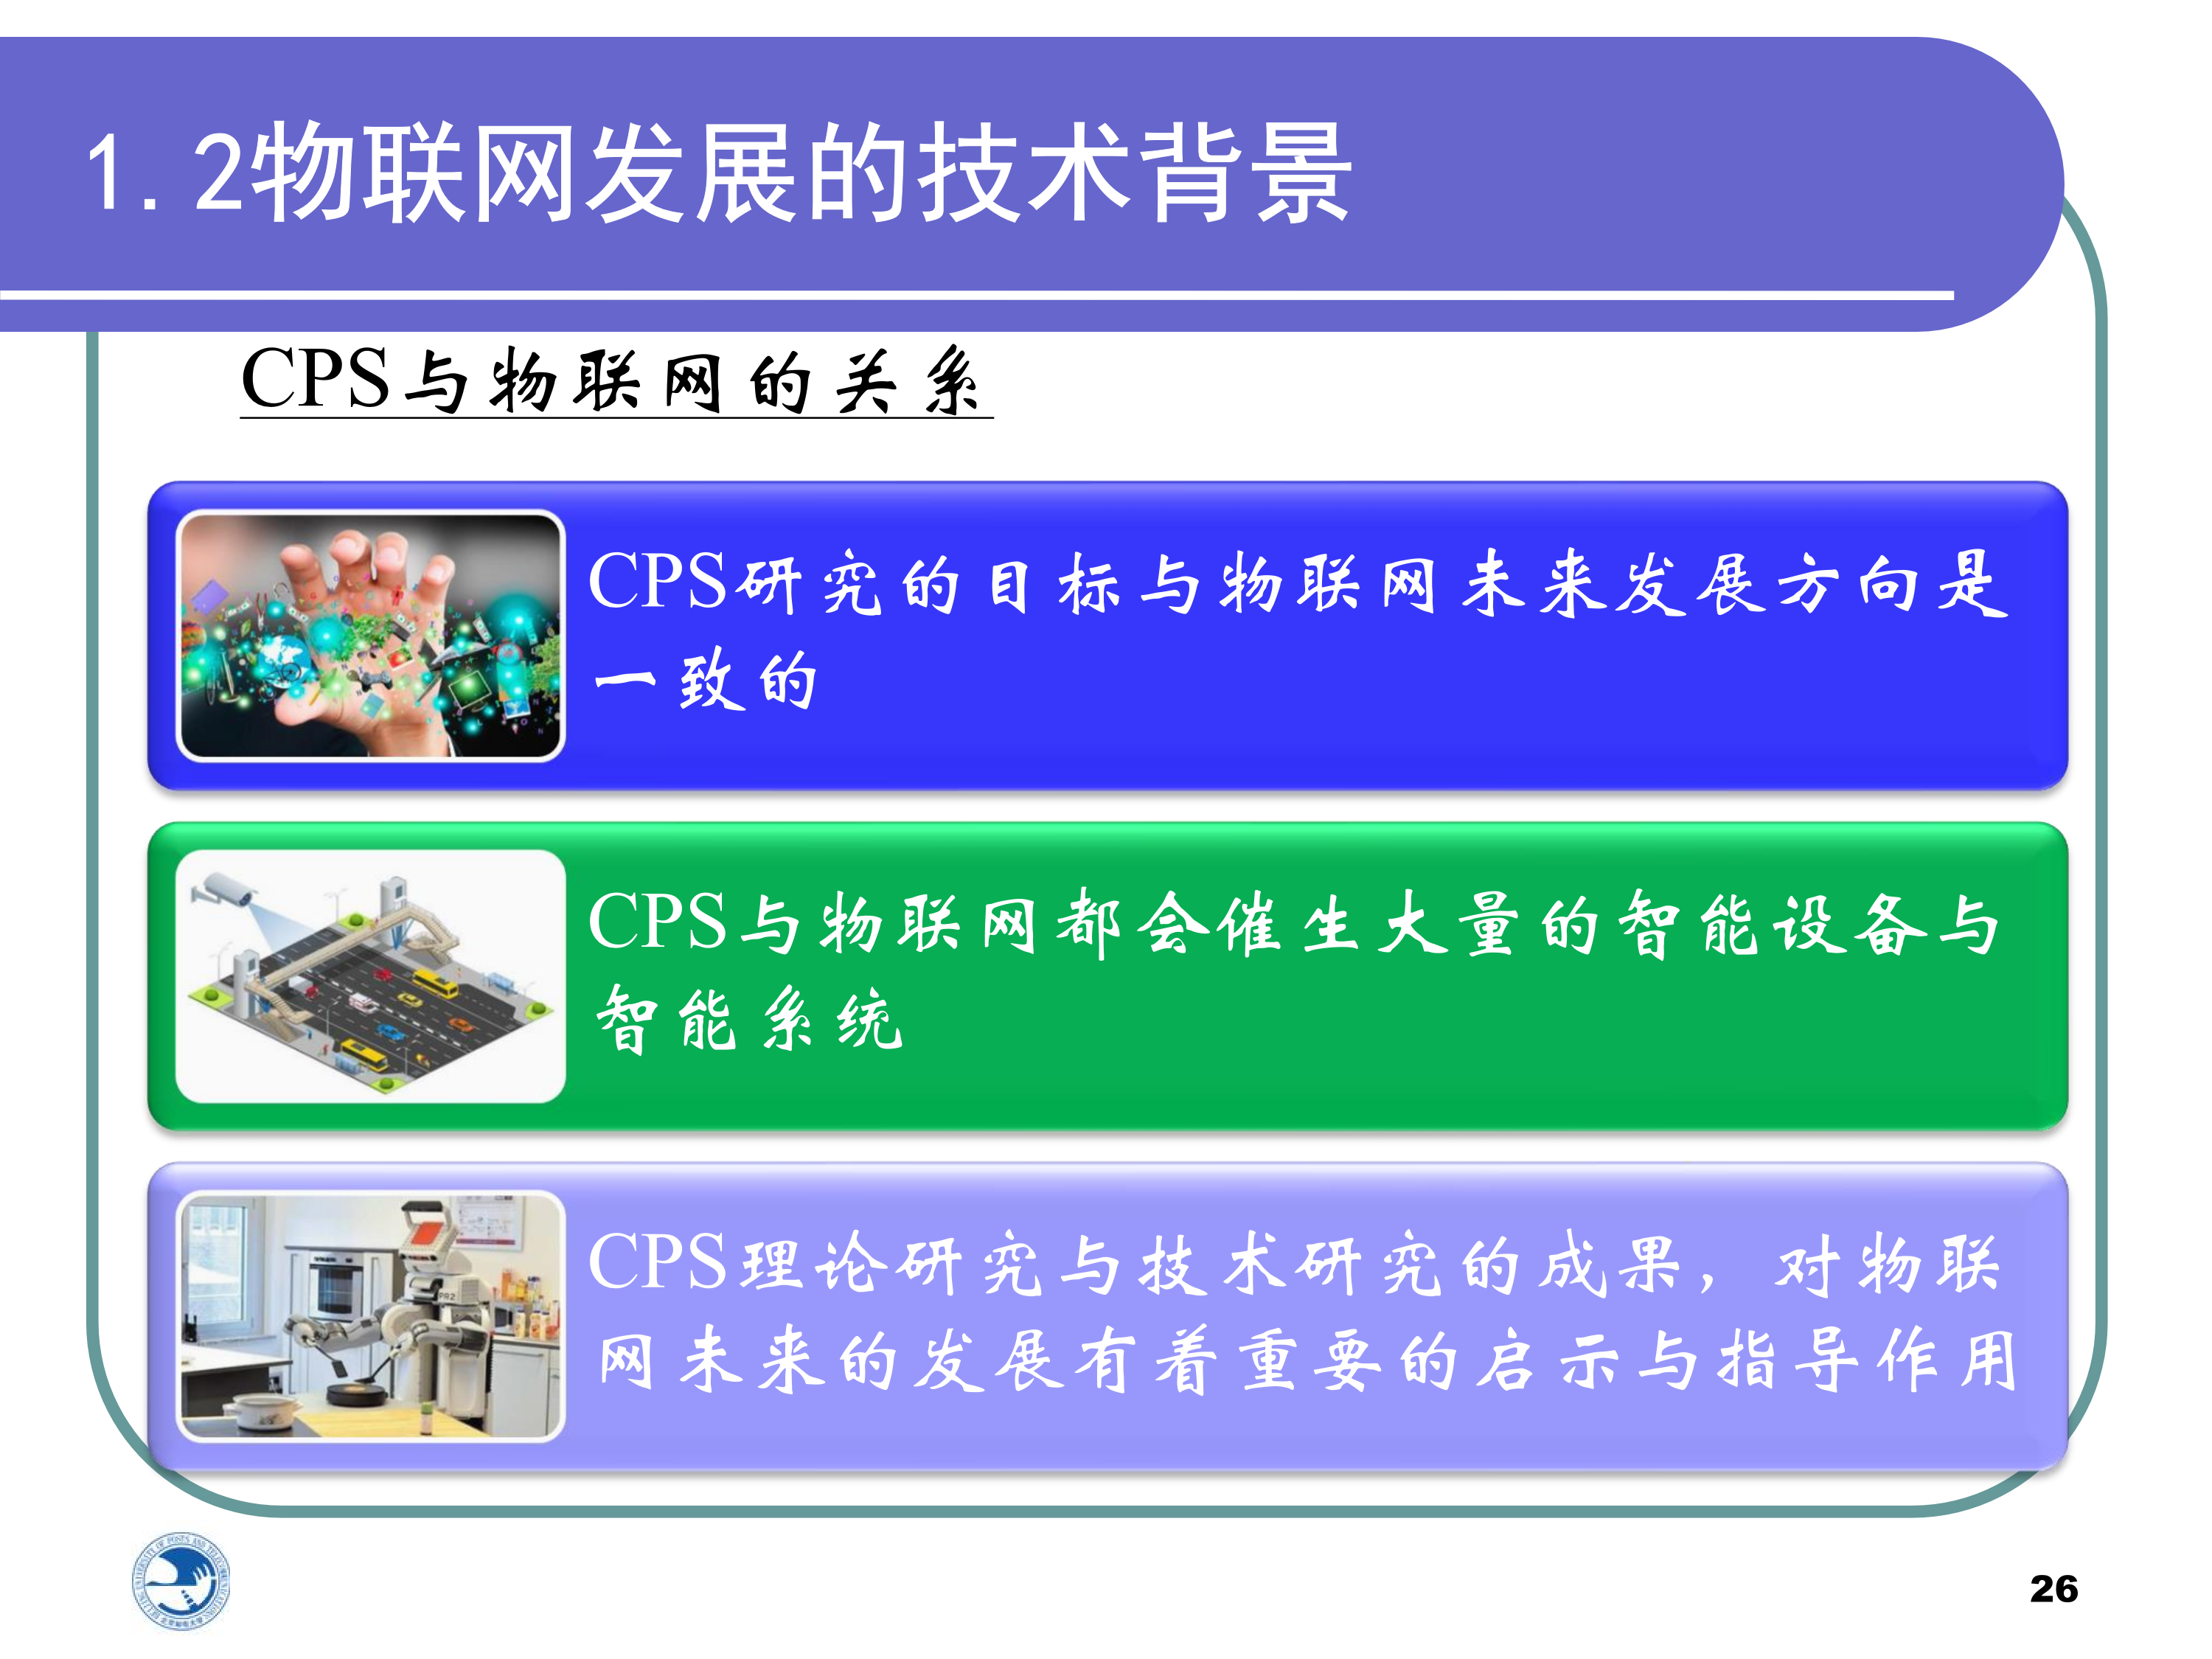 1.2物联网发展的技术背景
CPS与物联网的关系
CPS研究的目标与物联网未来发展方向是
一致的
CPS与物联网都会催生大量的智能设备与
智能系统
PR2
CPS理论研究与技术研究的成果，对物联
网未来的发展有着重要的启示与指导作用
26